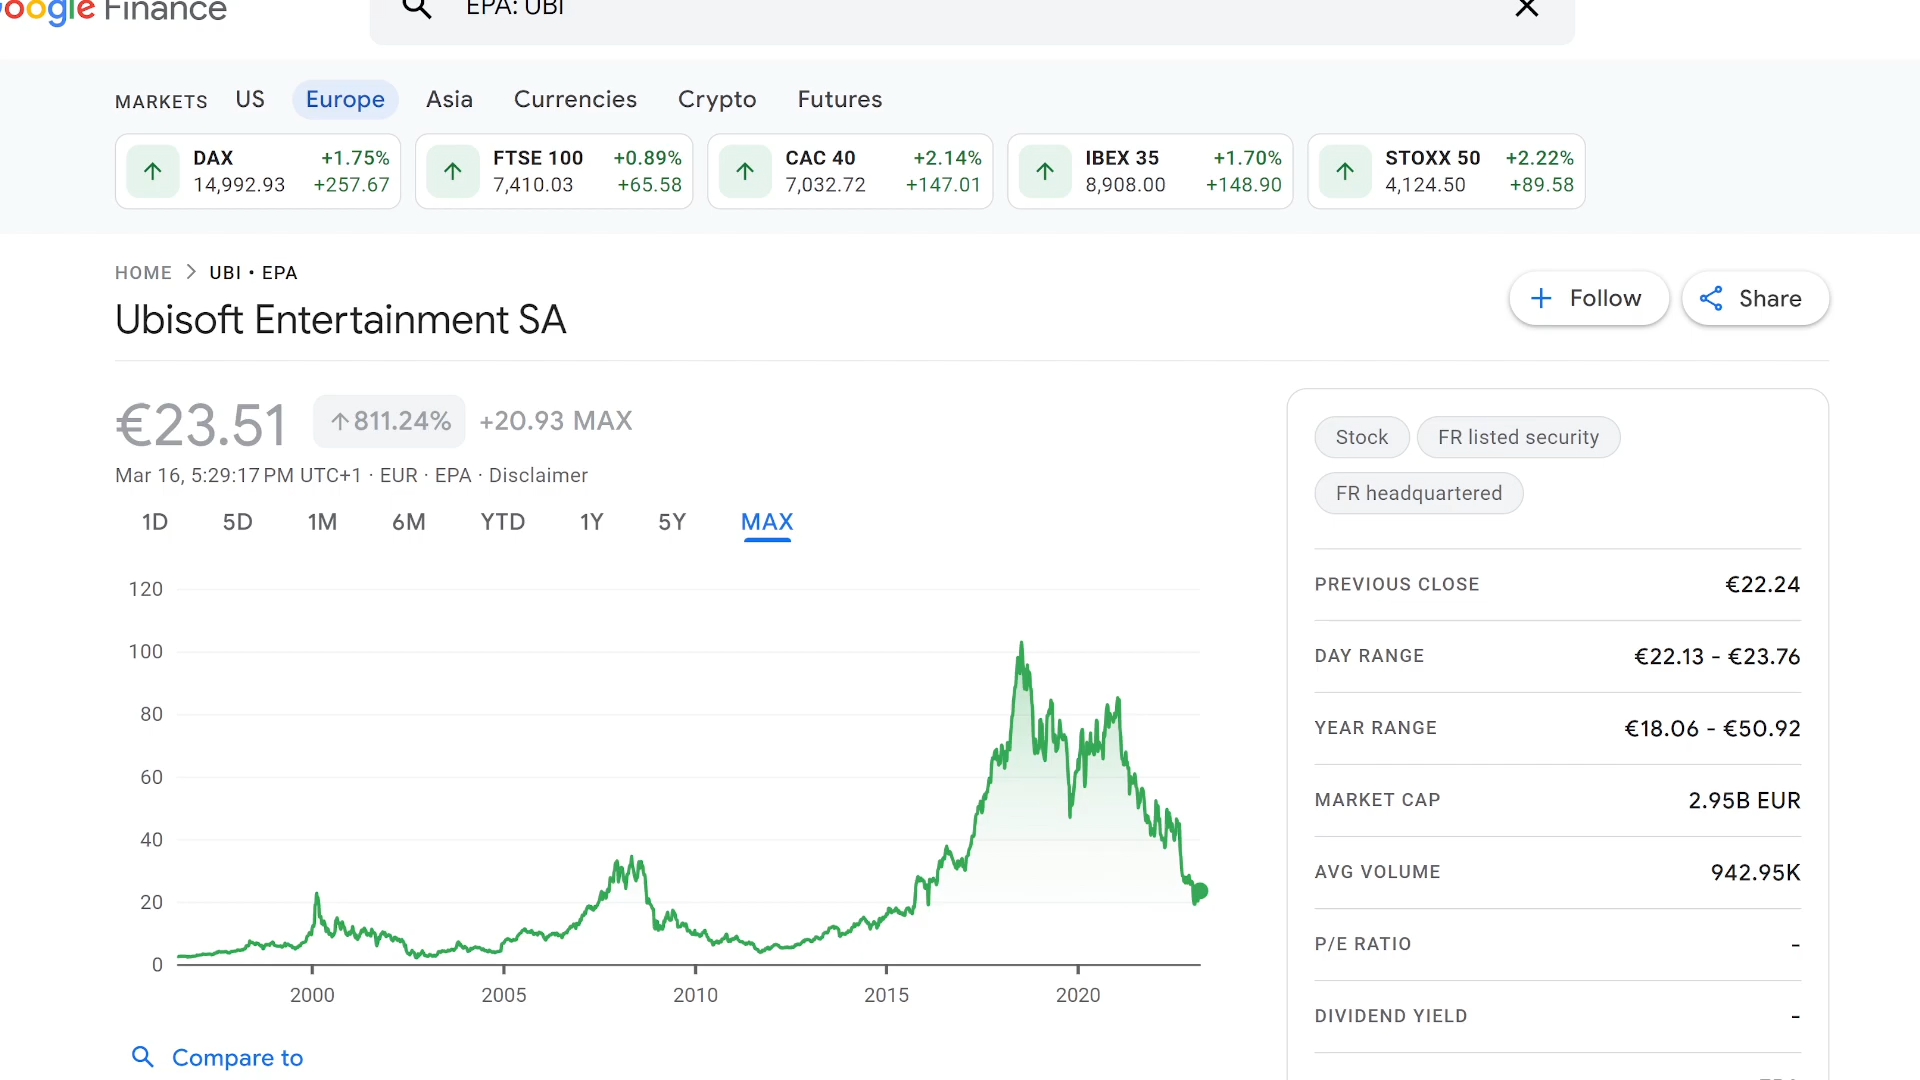 Google Finance
EPA: UBI
MARKETS US Europe Asia Currencies Crypto Futures
DAX +1.75%
14,992.93 +257.67
FTSE 100 +0.89%
7,410.03 +65.58
CAC 40 +2.14%
7,032.72 +147.01
IBEX 35 +1.70%
8,908.00 +148.90
STOXX 50 +2.22%
4,124.50 +89.58
HOME > UBI • EPA
Ubisoft Entertainment SA
+ Follow
Share
€23.51 ↑811.24% +20.93 MAX
Mar 16, 5:29:17 PM UTC+1 · EUR · EPA · Disclaimer
1D 5D 1M 6M YTD 1Y 5Y MAX
120
100
80
60
40
20
0
2000 2005 2010 2015 2020
Compare to
Stock FR listed security
FR headquartered
PREVIOUS CLOSE €22.24
DAY RANGE €22.13 - €23.76
YEAR RANGE €18.06 - €50.92
MARKET CAP 2.95B EUR
AVG VOLUME 942.95K
P/E RATIO -
DIVIDEND YIELD -